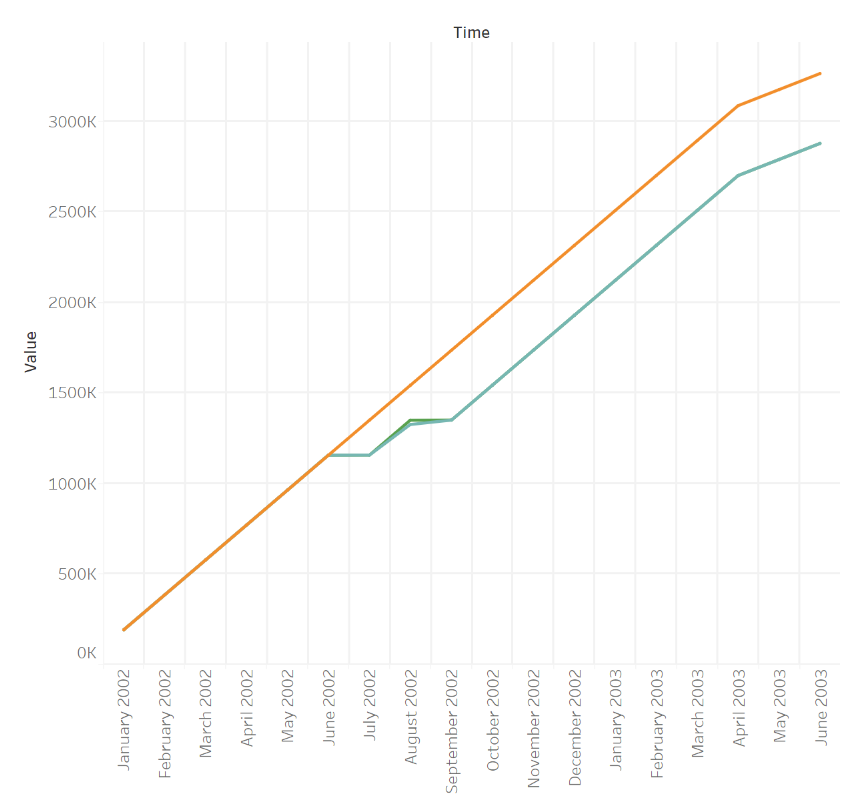 Time
3000K
2500K
2000K
1500K
1000K
500K
0K
Value
January 2002
February 2002
March 2002
April 2002
May 2002
June 2002
July 2002
August 2002
September 2002
October 2002
November 2002
December 2002
January 2003
February 2003
March 2003
April 2003
May 2003
June 2003